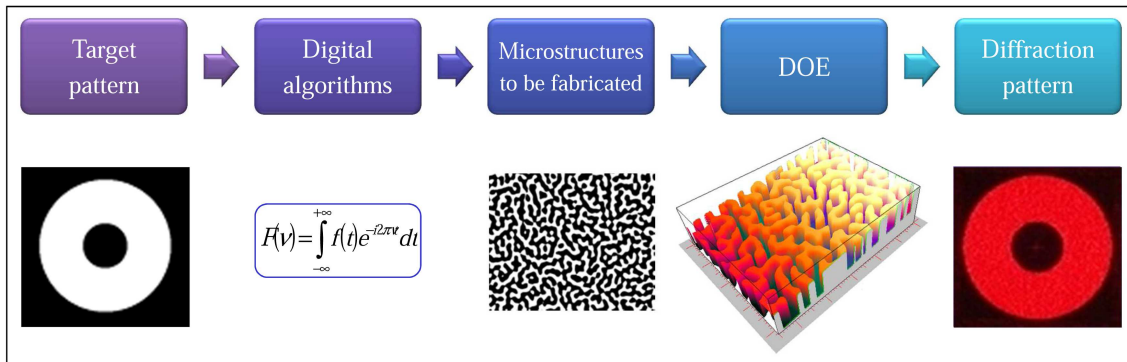 Target
pattern
Digital
algorithms
Microstructures
to be fabricated
DOE
Diffraction
pattern
F(ν)=∫f(t)e^{-i2πνt}dt
+∞
−∞